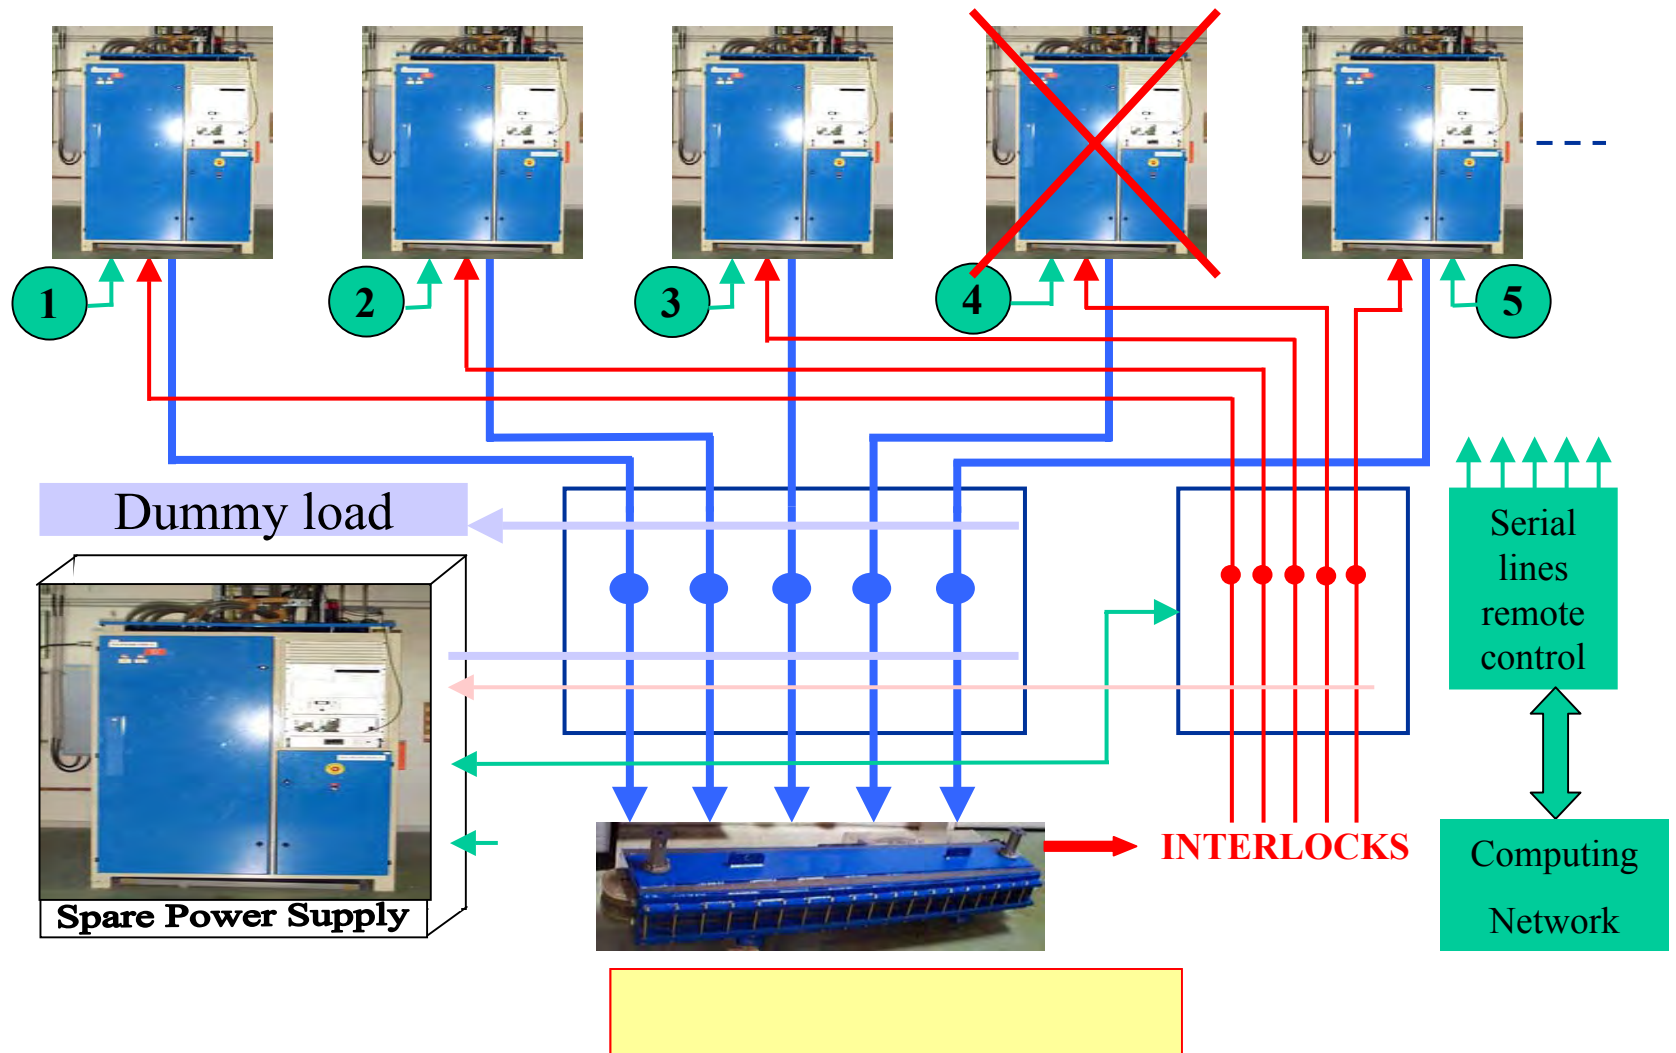 1
2
3
4
5
Dummy load
Serial
lines
remote
control
INTERLOCKS
Computing
Network
Spare Power Supply